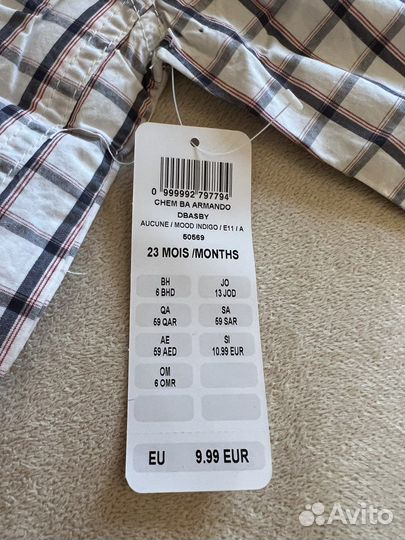 0 999992 797794
CHEM BA ARMANDO
DBASBY
AUCUNE / MOOD INDIGO / E11 / A
50569
23 MOIS /MONTHS
BH
6 BHD
JO
13 JOD
QA
59 QAR
SA
59 SAR
AE
59 AED
SI
10.99 EUR
OM
6 OMR
EU 9.99 EUR
Avito